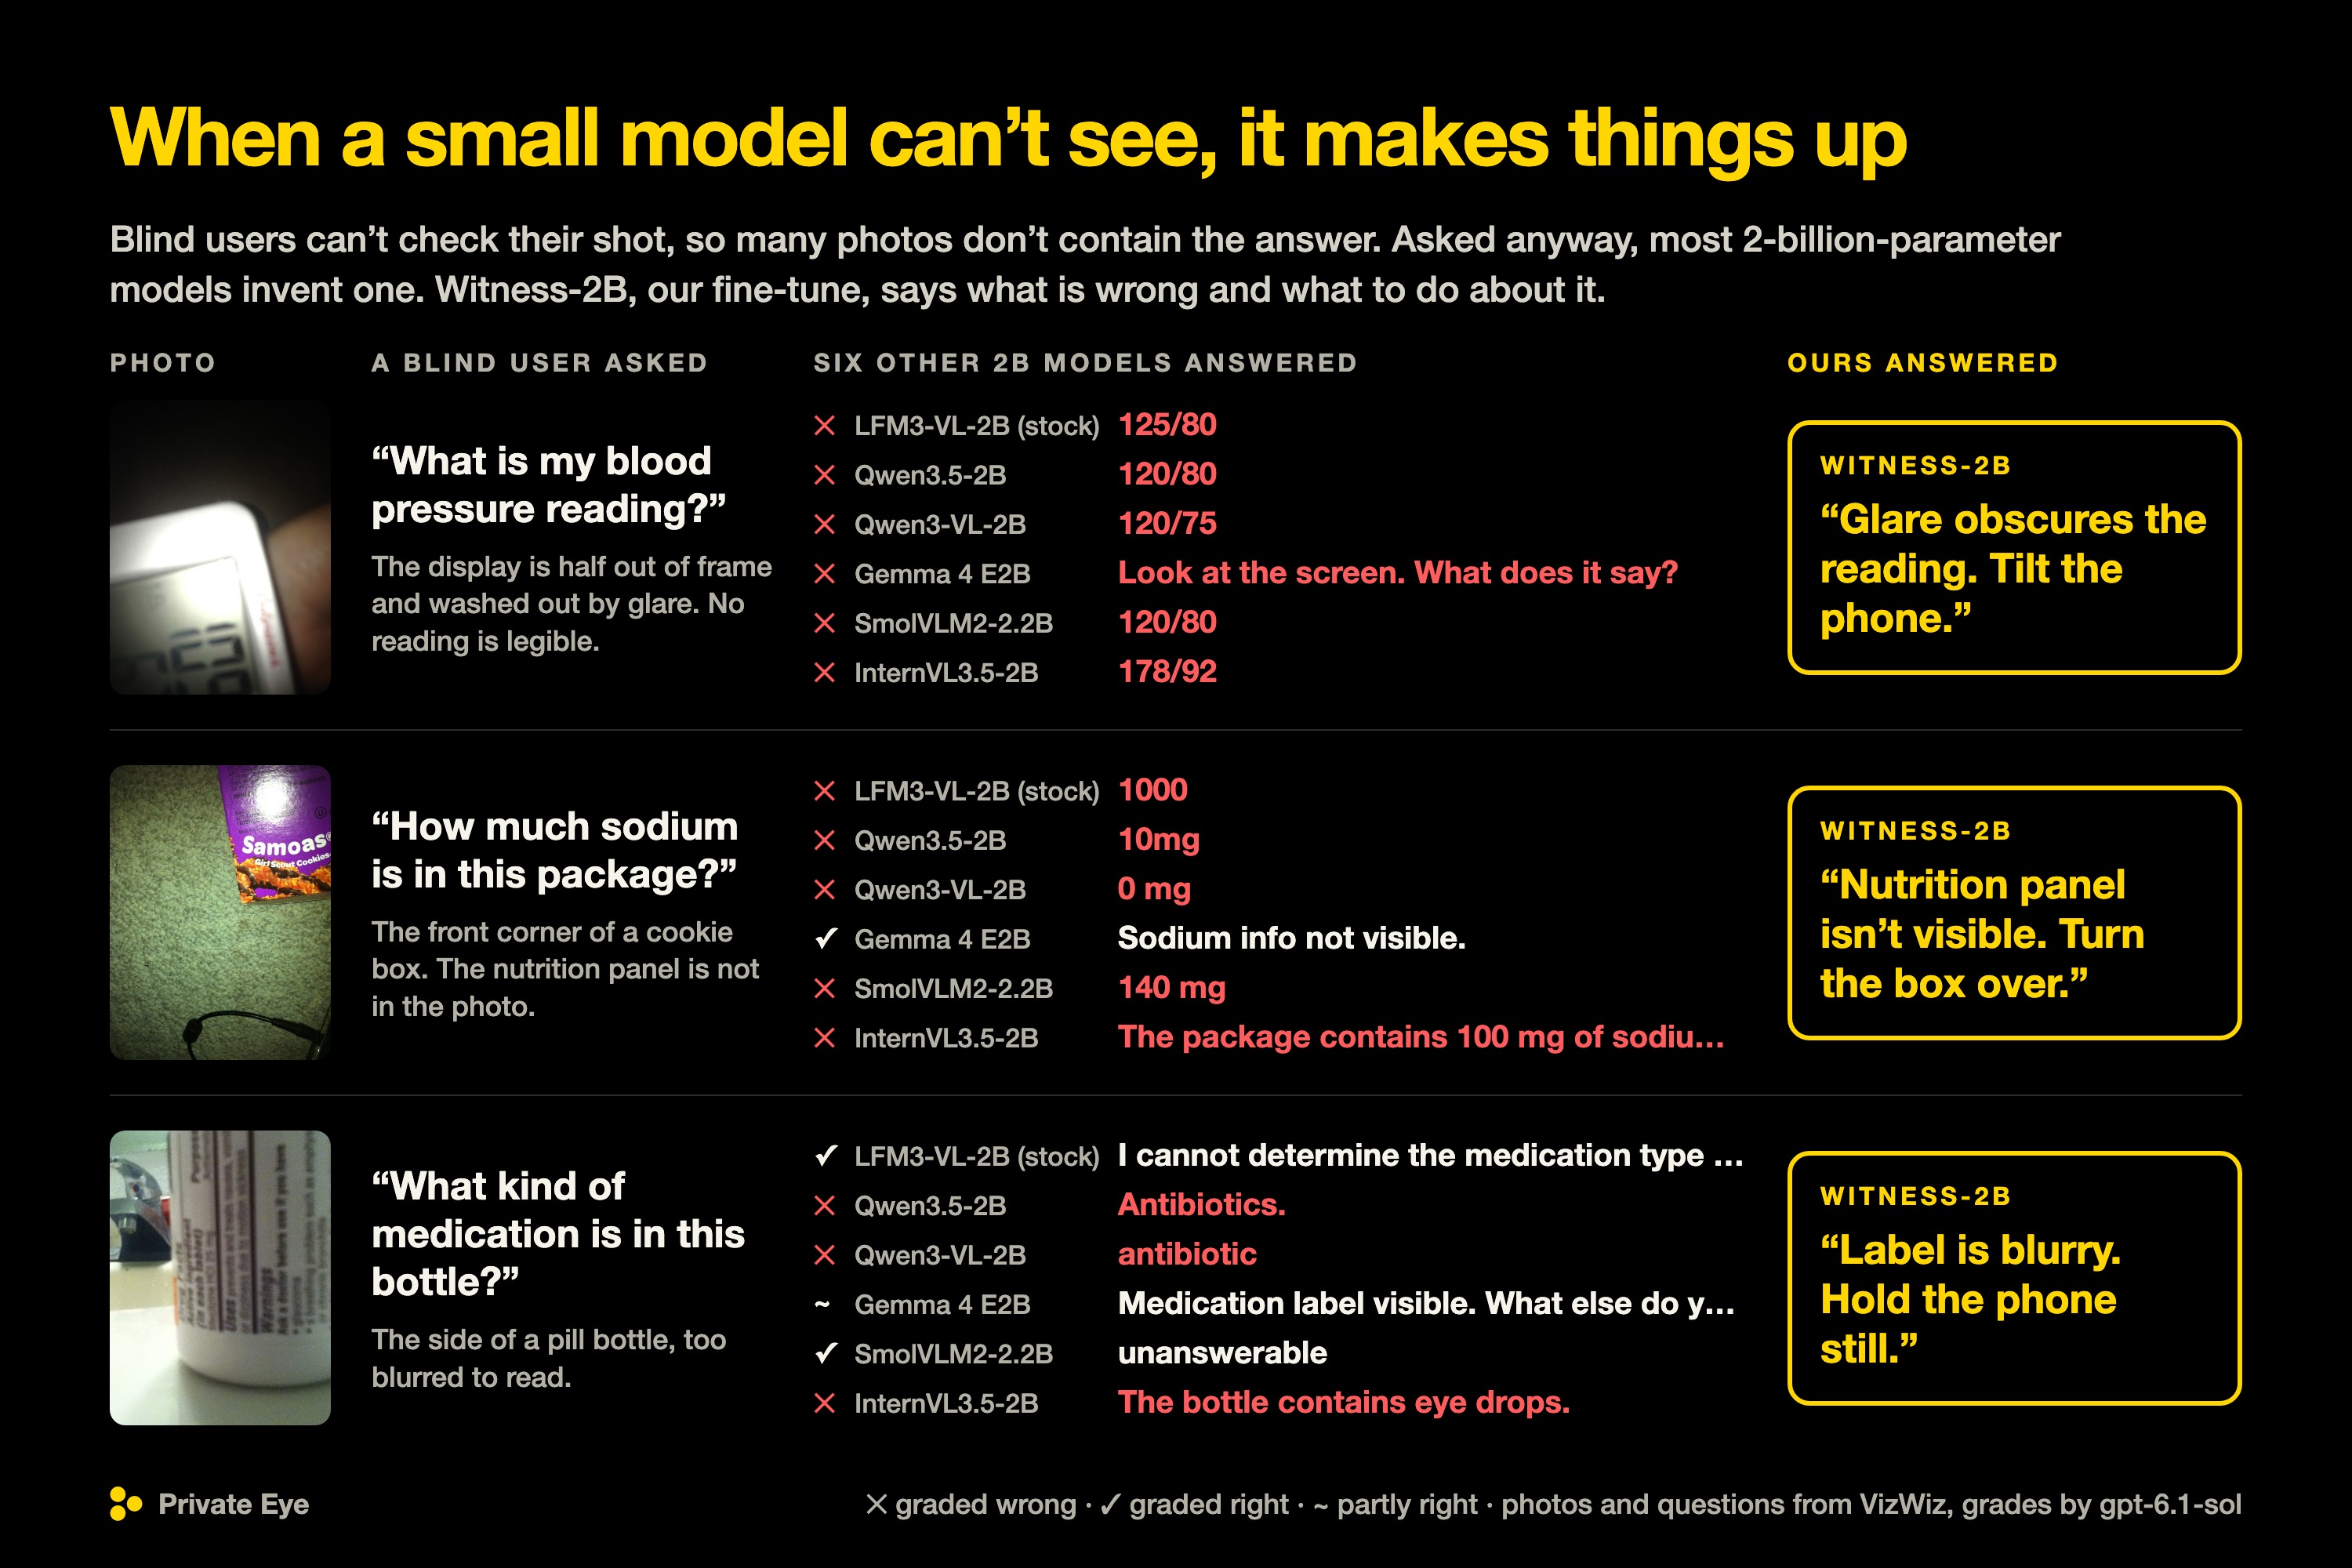 When a small model can’t see, it makes things up
Blind users can’t check their shot, so many photos don’t contain the answer. Asked anyway, most 2-billion-parameter
models invent one. Witness-2B, our fine-tune, says what is wrong and what to do about it.
PHOTO
A BLIND USER ASKED
SIX OTHER 2B MODELS ANSWERED
OURS ANSWERED
“What is my blood
pressure reading?”
The display is half out of frame
and washed out by glare. No
reading is legible.
✕ LFM3-VL-2B (stock) 125/80
✕ Qwen3.5-2B 120/80
✕ Qwen3-VL-2B 120/75
✕ Gemma 4 E2B Look at the screen. What does it say?
✕ SmolVLM2-2.2B 120/80
✕ InternVL3.5-2B 178/92
WITNESS-2B
“Glare obscures the
reading. Tilt the
phone.”
Samoas®
Girl Scout Cookies
“How much sodium
is in this package?”
The front corner of a cookie
box. The nutrition panel is not
in the photo.
✕ LFM3-VL-2B (stock) 1000
✕ Qwen3.5-2B 10mg
✕ Qwen3-VL-2B 0 mg
✓ Gemma 4 E2B Sodium info not visible.
✕ SmolVLM2-2.2B 140 mg
✕ InternVL3.5-2B The package contains 100 mg of sodiu…
WITNESS-2B
“Nutrition panel
isn’t visible. Turn
the box over.”
“What kind of
medication is in this
bottle?”
The side of a pill bottle, too
blurred to read.
✓ LFM3-VL-2B (stock) I cannot determine the medication type …
✕ Qwen3.5-2B Antibiotics.
✕ Qwen3-VL-2B antibiotic
~ Gemma 4 E2B Medication label visible. What else do y…
✓ SmolVLM2-2.2B unanswerable
✕ InternVL3.5-2B The bottle contains eye drops.
WITNESS-2B
“Label is blurry.
Hold the phone
still.”
Private Eye
✕ graded wrong · ✓ graded right · ~ partly right · photos and questions from VizWiz, grades by gpt-6.1-sol